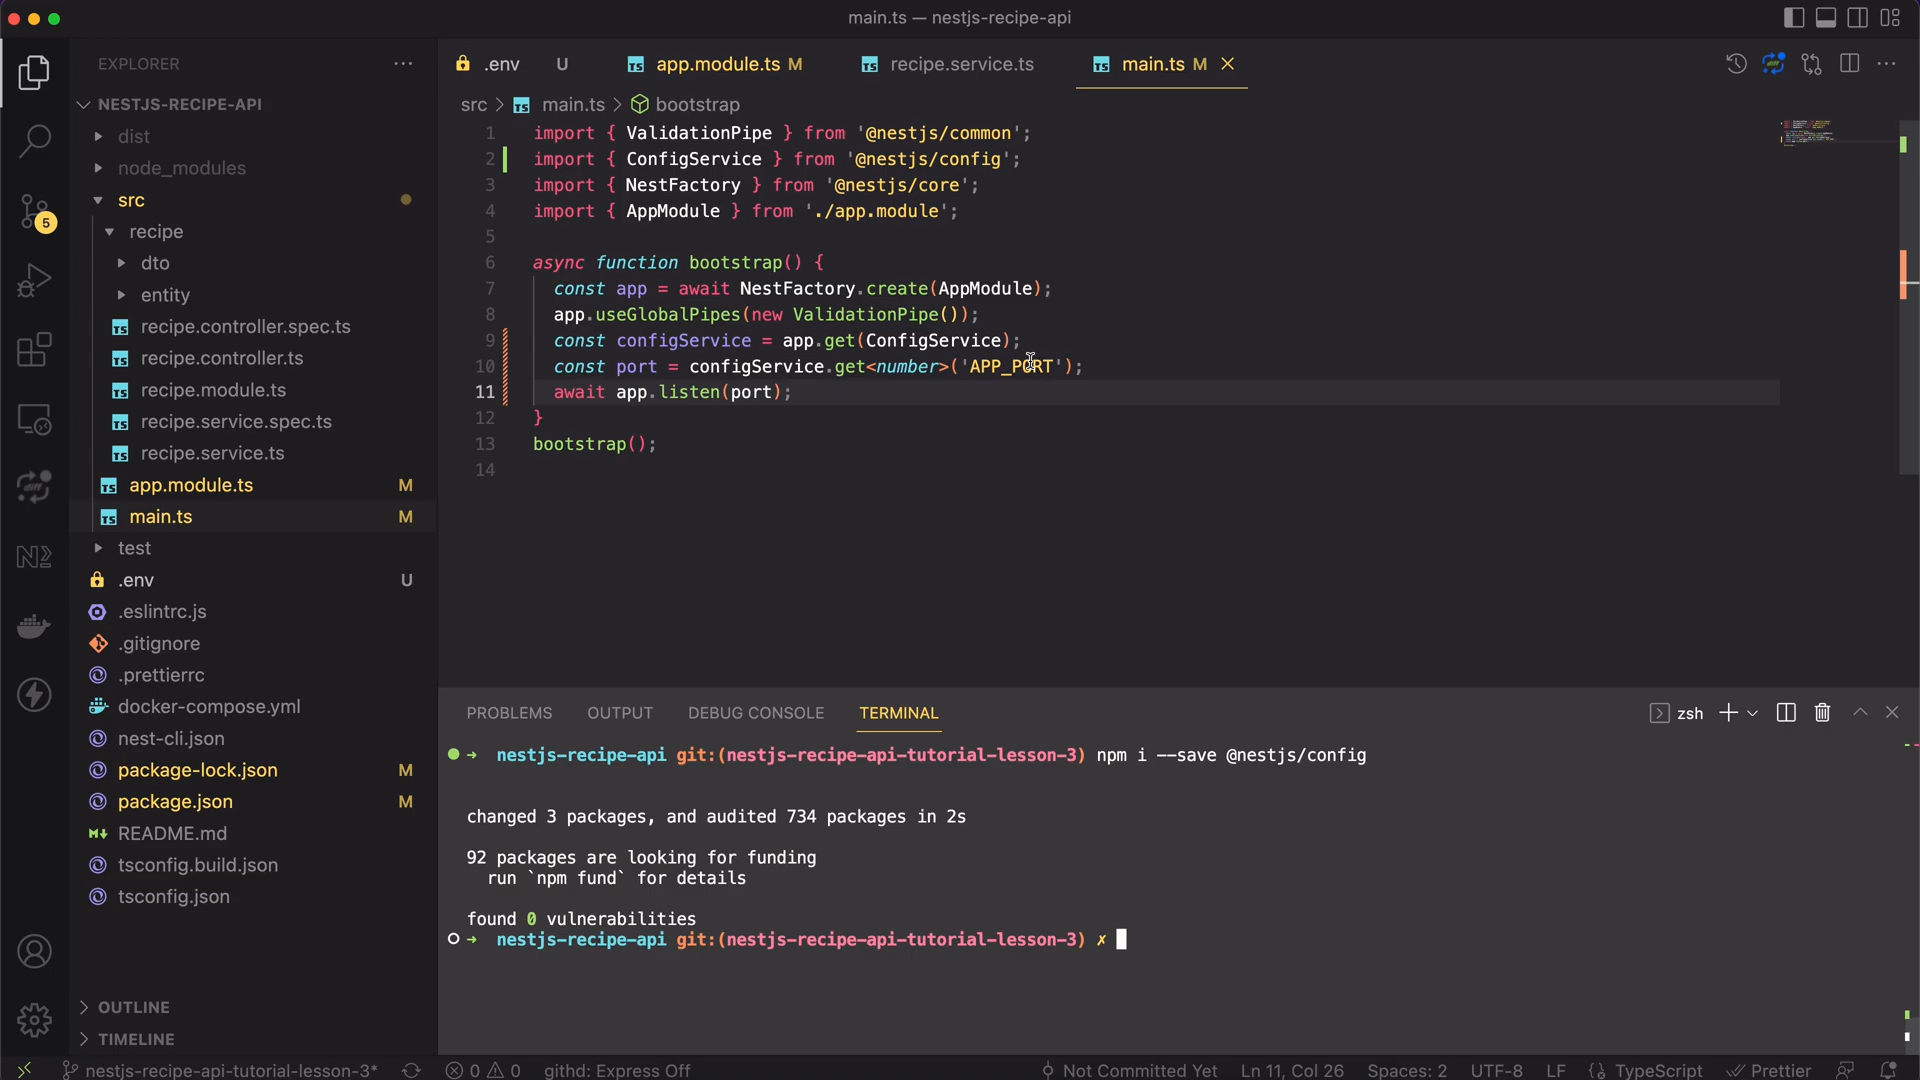 main.ts — nestjs-recipe-api
EXPLORER
NESTJS-RECIPE-API
dist
node_modules
src
recipe
dto
entity
recipe.controller.spec.ts
recipe.controller.ts
recipe.module.ts
recipe.service.spec.ts
recipe.service.ts
app.module.ts M
main.ts M
test
.env U
.eslintrc.js
.gitignore
.prettierrc
docker-compose.yml
nest-cli.json
package-lock.json M
package.json M
README.md
tsconfig.build.json
tsconfig.json
OUTLINE
TIMELINE
5
.env U app.module.ts M recipe.service.ts main.ts M
src > main.ts > bootstrap
1 import { ValidationPipe } from '@nestjs/common';
2 import { ConfigService } from '@nestjs/config';
3 import { NestFactory } from '@nestjs/core';
4 import { AppModule } from './app.module';
5
6 async function bootstrap() {
7 const app = await NestFactory.create(AppModule);
8 app.useGlobalPipes(new ValidationPipe());
9 const configService = app.get(ConfigService);
10 const port = configService.get<number>('APP_PORT');
11 await app.listen(port);
12 }
13 bootstrap();
14
PROBLEMS OUTPUT DEBUG CONSOLE TERMINAL zsh
➜ nestjs-recipe-api git:(nestjs-recipe-api-tutorial-lesson-3) npm i --save @nestjs/config
changed 3 packages, and audited 734 packages in 2s
92 packages are looking for funding
run `npm fund` for details
found 0 vulnerabilities
➜ nestjs-recipe-api git:(nestjs-recipe-api-tutorial-lesson-3) ✗
nestjs-recipe-api-tutorial-lesson-3* 0 0 githd: Express Off Not Committed Yet Ln 11, Col 26 Spaces: 2 UTF-8 LF {} TypeScript Prettier